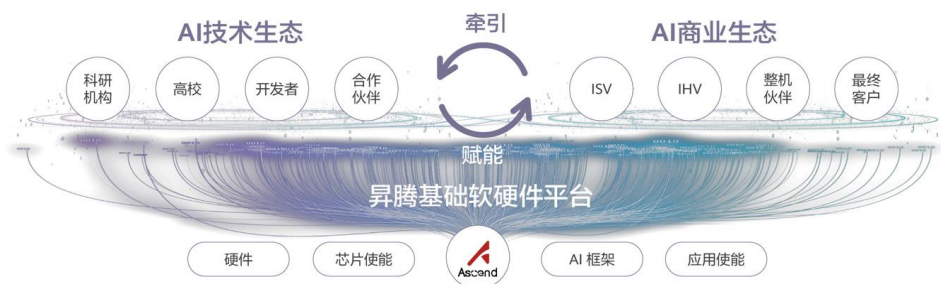 AI技术生态
牵引
AI商业生态
科研
机构
高校
开发者
合作
伙伴
ISV
IHV
整机
伙伴
最终
客户
赋能
昇腾基础软硬件平台
硬件
芯片使能
Ascend
AI 框架
应用使能